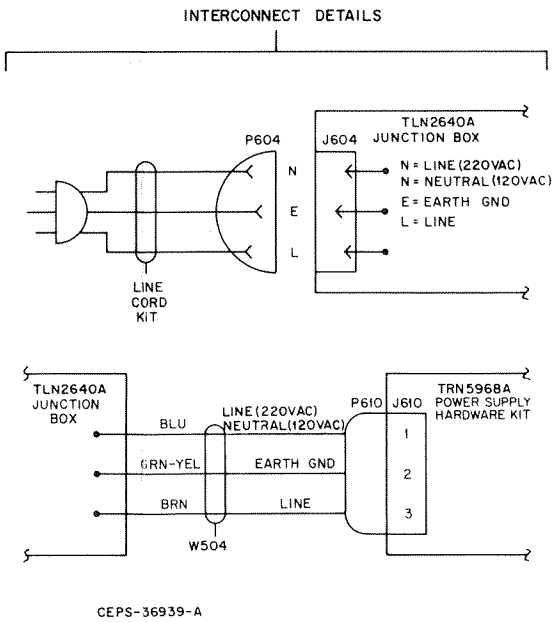 INTERCONNECT DETAILS
TLN2640A
JUNCTION BOX
P604
J604
N
E
L
N = LINE (220VAC)
N = NEUTRAL (120VAC)
E = EARTH GND
L = LINE
LINE
CORD
KIT
TLN2640A
JUNCTION
BOX
BLU
LINE (220VAC)
NEUTRAL (120VAC)
GRN-YEL
EARTH GND
BRN
LINE
W504
P610
J610
1
2
3
TRN5968A
POWER SUPPLY
HARDWARE KIT
CEPS-36939-A